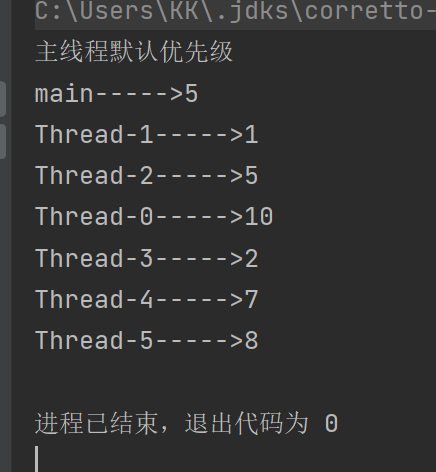 C:\Users\KK\.jdks\corretto-
主线程默认优先级
main----->5
Thread-1----->1
Thread-2----->5
Thread-0----->10
Thread-3----->2
Thread-4----->7
Thread-5----->8
进程已结束，退出代码为 0